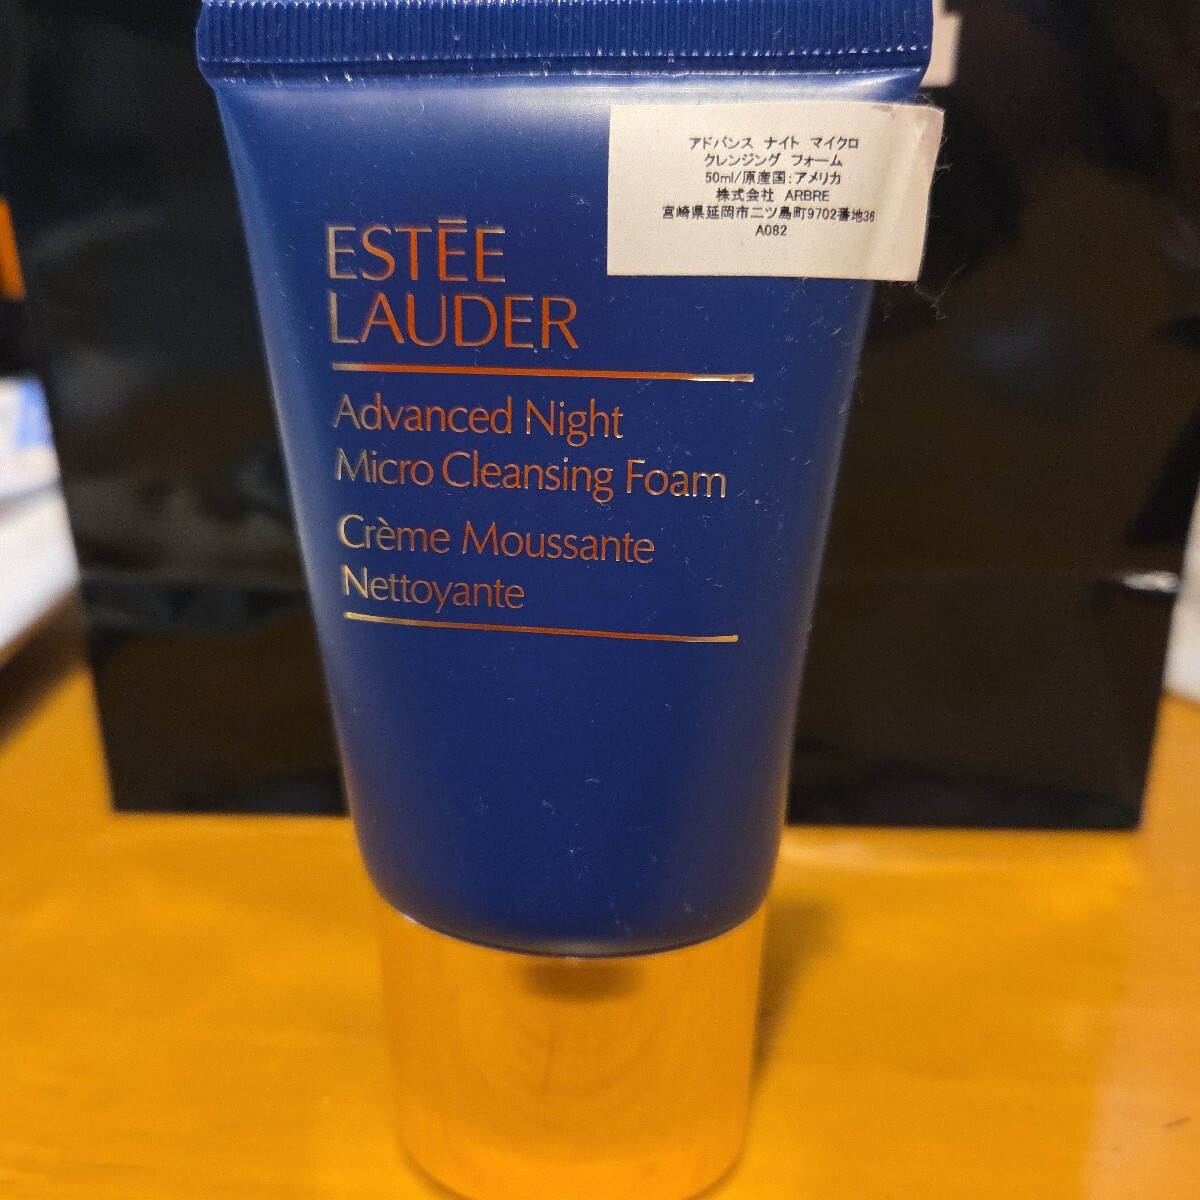 アドバンス ナイト マイクロ
クレンジング フォーム
50ml/原産国:アメリカ
株式会社 ARBRE
宮崎県延岡市二ツ島町9702番地36
A082
ESTĒE
LAUDER
Advanced Night
Micro Cleansing Foam
Crème Moussante
Nettoyante